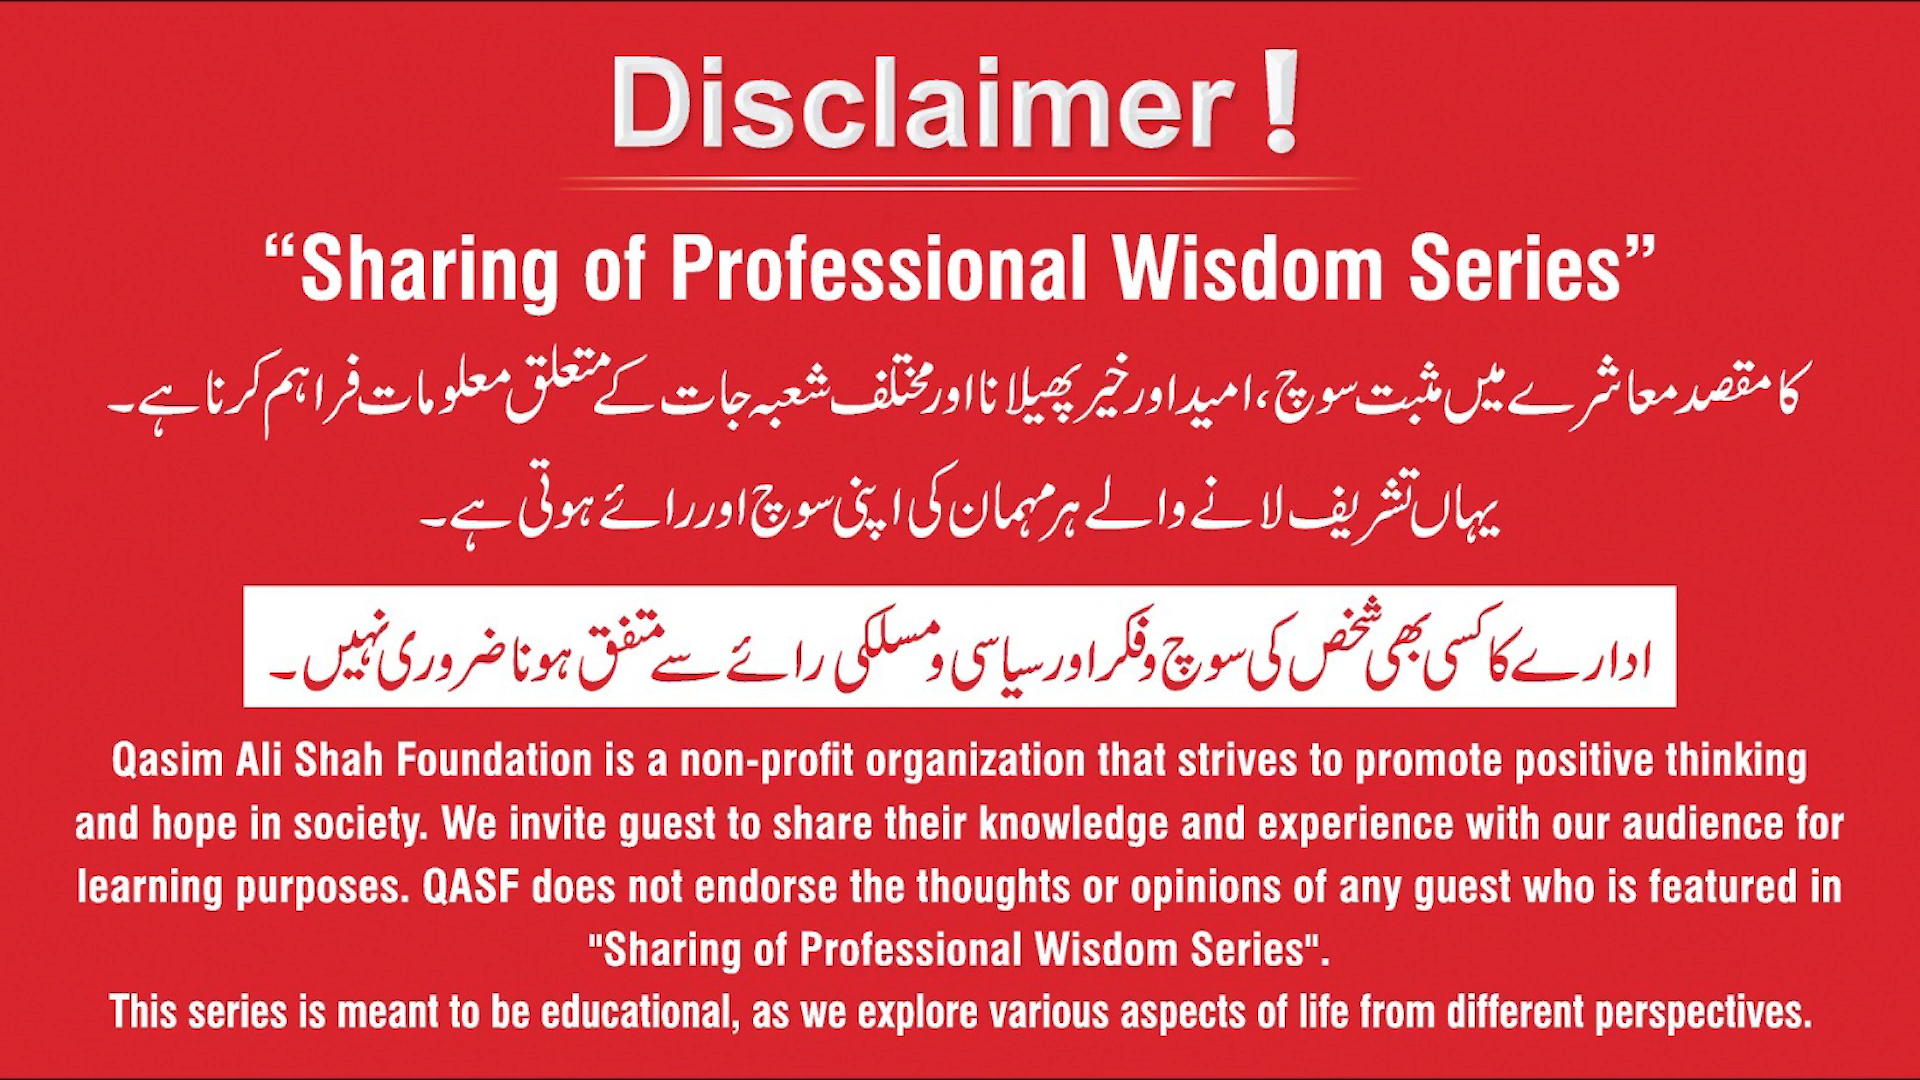 Disclaimer!
“Sharing of Professional Wisdom Series”
کا مقصد معاشرے میں مثبت سوچ، امید اور خیر پھیلانا اور مختلف شعبہ جات کے متعلق معلومات فراہم کرنا ہے۔
یہاں تشریف لانے والے ہر مہمان کی اپنی سوچ اور رائے ہوتی ہے۔
ادارے کا کسی بھی شخص کی سوچ و فکر اور سیاسی و مسلکی رائے سے متفق ہونا ضروری نہیں۔
Qasim Ali Shah Foundation is a non-profit organization that strives to promote positive thinking
and hope in society. We invite guest to share their knowledge and experience with our audience for
learning purposes. QASF does not endorse the thoughts or opinions of any guest who is featured in
"Sharing of Professional Wisdom Series".
This series is meant to be educational, as we explore various aspects of life from different perspectives.